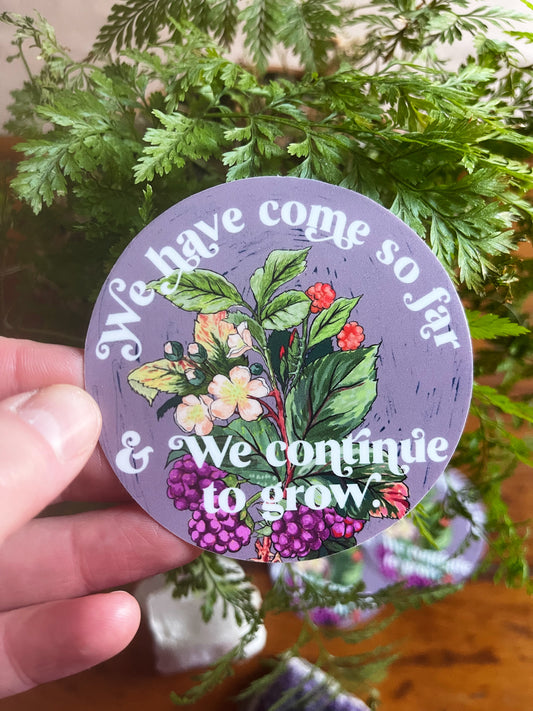 We have come so far
& We continue
to grow.